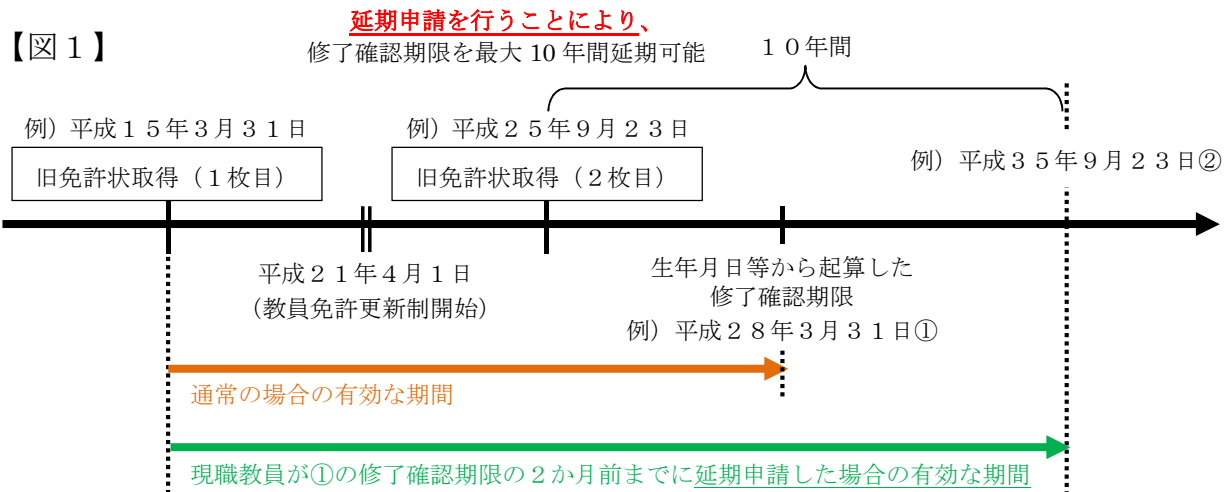 【図１】
延期申請を行うことにより、
修了確認期限を最大 10 年間延期可能
１０年間
例）平成１５年３月３１日
旧免許状取得（１枚目）
例）平成２５年９月２３日
旧免許状取得（２枚目）
例）平成３５年９月２３日②
平成２１年４月１日
（教員免許更新制開始）
生年月日等から起算した
修了確認期限
例）平成２８年３月３１日①
通常の場合の有効な期間
現職教員が①の修了確認期限の２か月前までに延期申請した場合の有効な期間